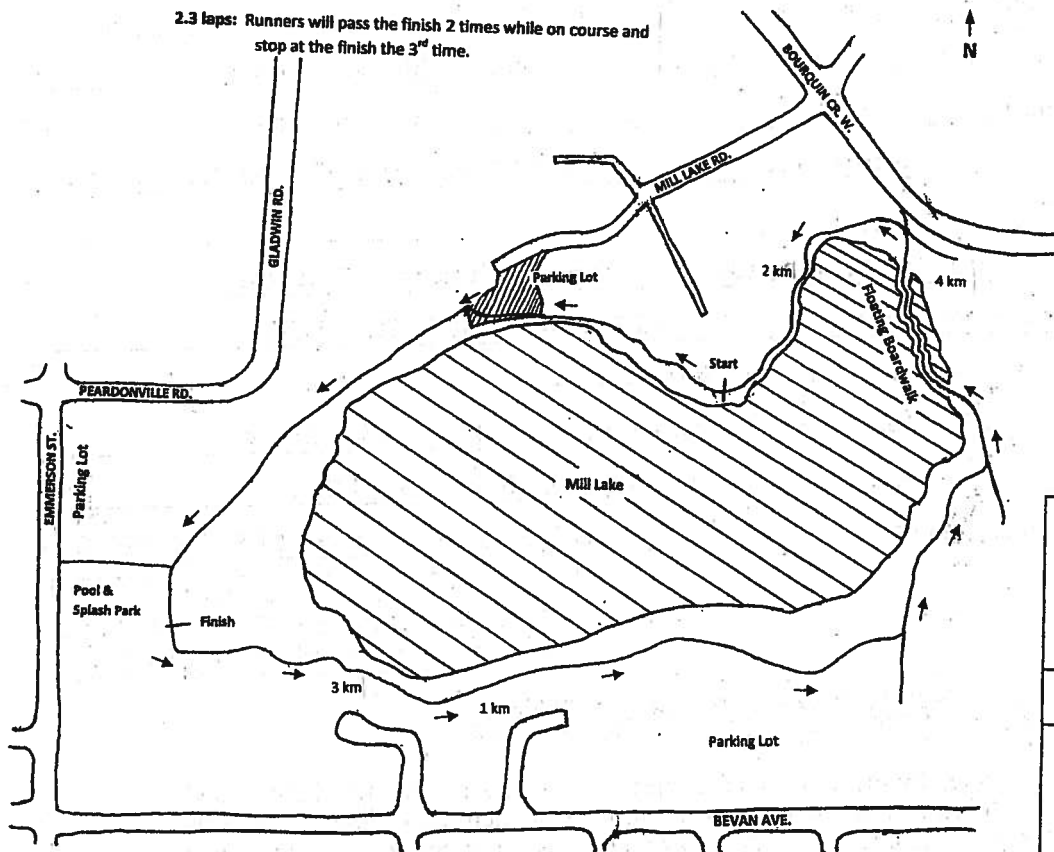 2.3 laps: Runners will pass the finish 2 times while on course and
stop at the finish the 3rd time.
N
BOURQUIN CR. W.
MILL LAKE RD.
GLADWIN RD.
Parking Lot
2 km
4 km
Floating Boardwalk
Start
PEARDONVILLE RD.
EMMERSON ST.
Parking Lot
Mill Lake
Pool &
Splash Park
Finish
3 km
1 km
Parking Lot
BEVAN AVE.